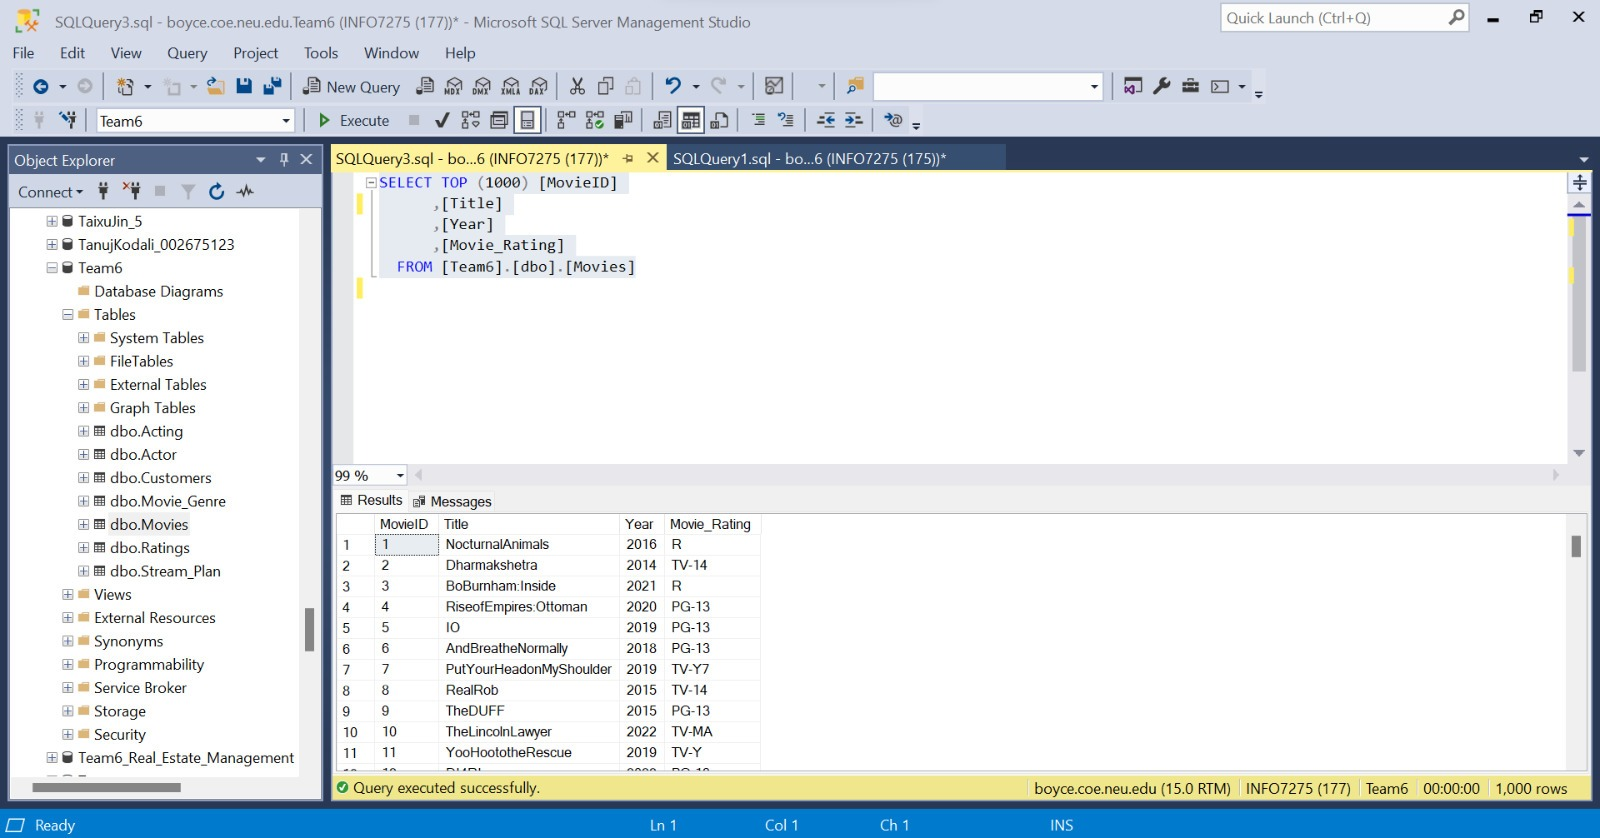 SQLQuery3.sql - boyce.coe.neu.edu.Team6 (INFO7275 (177))* - Microsoft SQL Server Management Studio
Quick Launch (Ctrl+Q)
File Edit View Query Project Tools Window Help
New Query MDX DMX XMLA DAX
Team6 Execute
Object Explorer
Connect
TaixuJin_5
TanujKodali_002675123
Team6
Database Diagrams
Tables
System Tables
FileTables
External Tables
Graph Tables
dbo.Acting
dbo.Actor
dbo.Customers
dbo.Movie_Genre
dbo.Movies
dbo.Ratings
dbo.Stream_Plan
Views
External Resources
Synonyms
Programmability
Service Broker
Storage
Security
Team6_Real_Estate_Management
SQLQuery3.sql - bo...6 (INFO7275 (177))* SQLQuery1.sql - bo...6 (INFO7275 (175))*
SELECT TOP (1000) [MovieID]
,[Title]
,[Year]
,[Movie_Rating]
FROM [Team6].[dbo].[Movies]
99 %
Results Messages
MovieID Title Year Movie_Rating
1 1 NocturnalAnimals 2016 R
2 2 Dharmakshetra 2014 TV-14
3 3 BoBurnham:Inside 2021 R
4 4 RiseofEmpires:Ottoman 2020 PG-13
5 5 IO 2019 PG-13
6 6 AndBreatheNormally 2018 PG-13
7 7 PutYourHeadonMyShoulder 2019 TV-Y7
8 8 RealRob 2015 TV-14
9 9 TheDUFF 2015 PG-13
10 10 TheLincolnLawyer 2022 TV-MA
11 11 YooHoototheRescue 2019 TV-Y
Query executed successfully. boyce.coe.neu.edu (15.0 RTM) INFO7275 (177) Team6 00:00:00 1,000 rows
Ready Ln 1 Col 1 Ch 1 INS